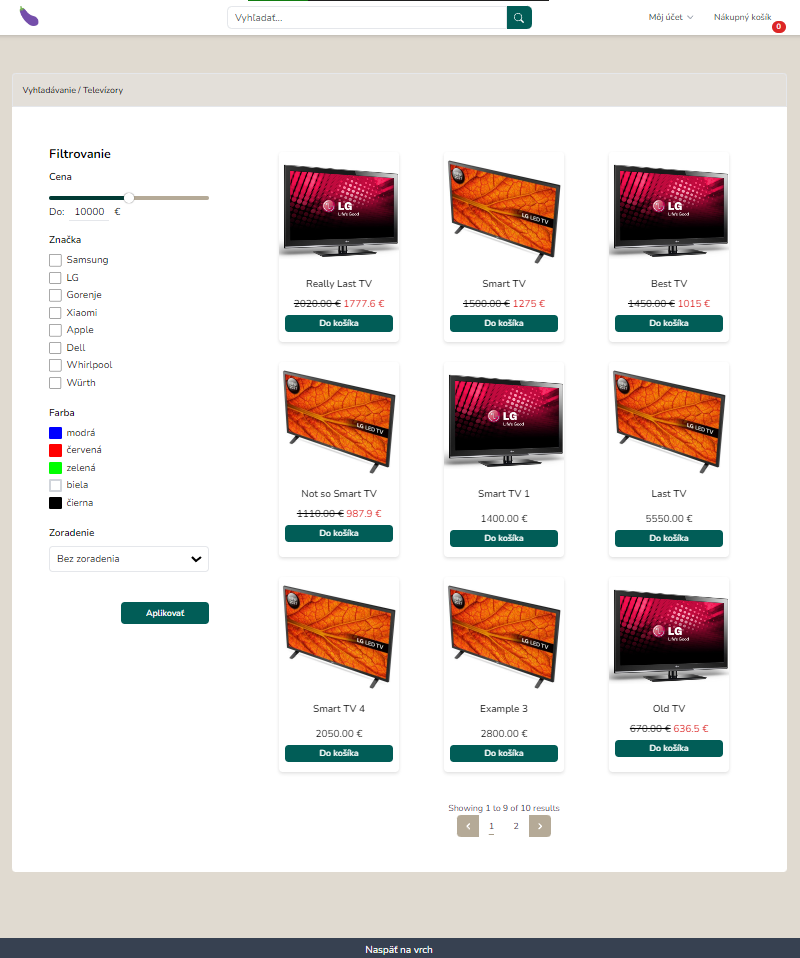 Vyhľadať...
Môj účet
Nákupný košík
0
Vyhľadávanie / Televízory
Filtrovanie
Cena
Do: 10000 €
Značka
Samsung
LG
Gorenje
Xiaomi
Apple
Dell
Whirlpool
Würth
Farba
modrá
červená
zelená
biela
čierna
Zoradenie
Bez zoradenia
Aplikovať
LG
Life's Good
Really Last TV
2020.00 € 1777.6 €
Do košíka
LG LED TV
Smart TV
1500.00 € 1275 €
Do košíka
LG
Life's Good
Best TV
1450.00 € 1015 €
Do košíka
LG LED TV
Not so Smart TV
1110.00 € 987.9 €
Do košíka
LG
Life's Good
Smart TV 1
1400.00 €
Do košíka
LG LED TV
Last TV
5550.00 €
Do košíka
LG LED TV
Smart TV 4
2050.00 €
Do košíka
LG LED TV
Example 3
2800.00 €
Do košíka
LG
Life's Good
Old TV
670.00 € 636.5 €
Do košíka
Showing 1 to 9 of 10 results
1 2
Naspäť na vrch